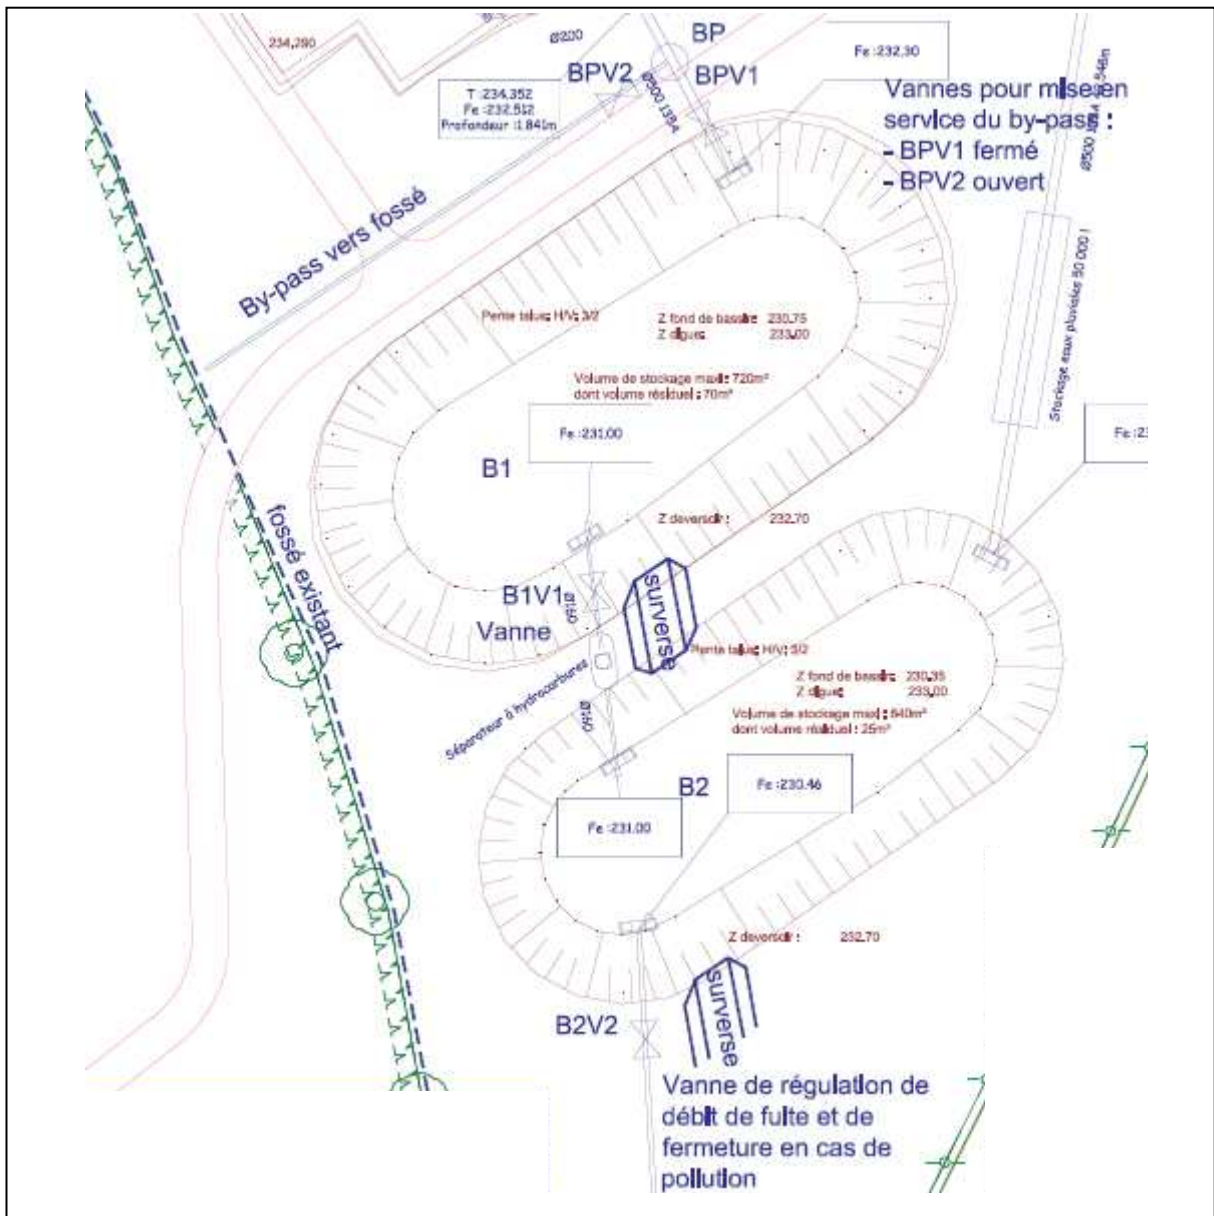 234,290
Ø200
BP
BPV2
BPV1
Fe :232.30
T :234.352
Fe :232.512
Profondeur :1.841m
Vannes pour mise en
service du by-pass :
- BPV1 fermé
- BPV2 ouvert
By-pass vers fossé
Pente talus H/V: 3/2
Z fond de bassin: 230.75
Z digue: 233.00
Volume de stockage maxi : 720m³
dont volume résiduel : 70m³
Stockage eaux pluviales 50 000 l
Fe :231.00
B1
Z deversoir : 232.70
fossé existant
B1V1
Ø160
Vanne
surverse
Séparateur à hydrocarbures
Ø160
Z fond de bassin: 230.35
Z digue: 233.00
Volume de stockage maxi : 640m³
dont volume résiduel : 25m³
B2
Fe :230.46
Fe :231.00
Z deversoir : 232.70
surverse
B2V2
Vanne de régulation de
débit de fuite et de
fermeture en cas de
pollution